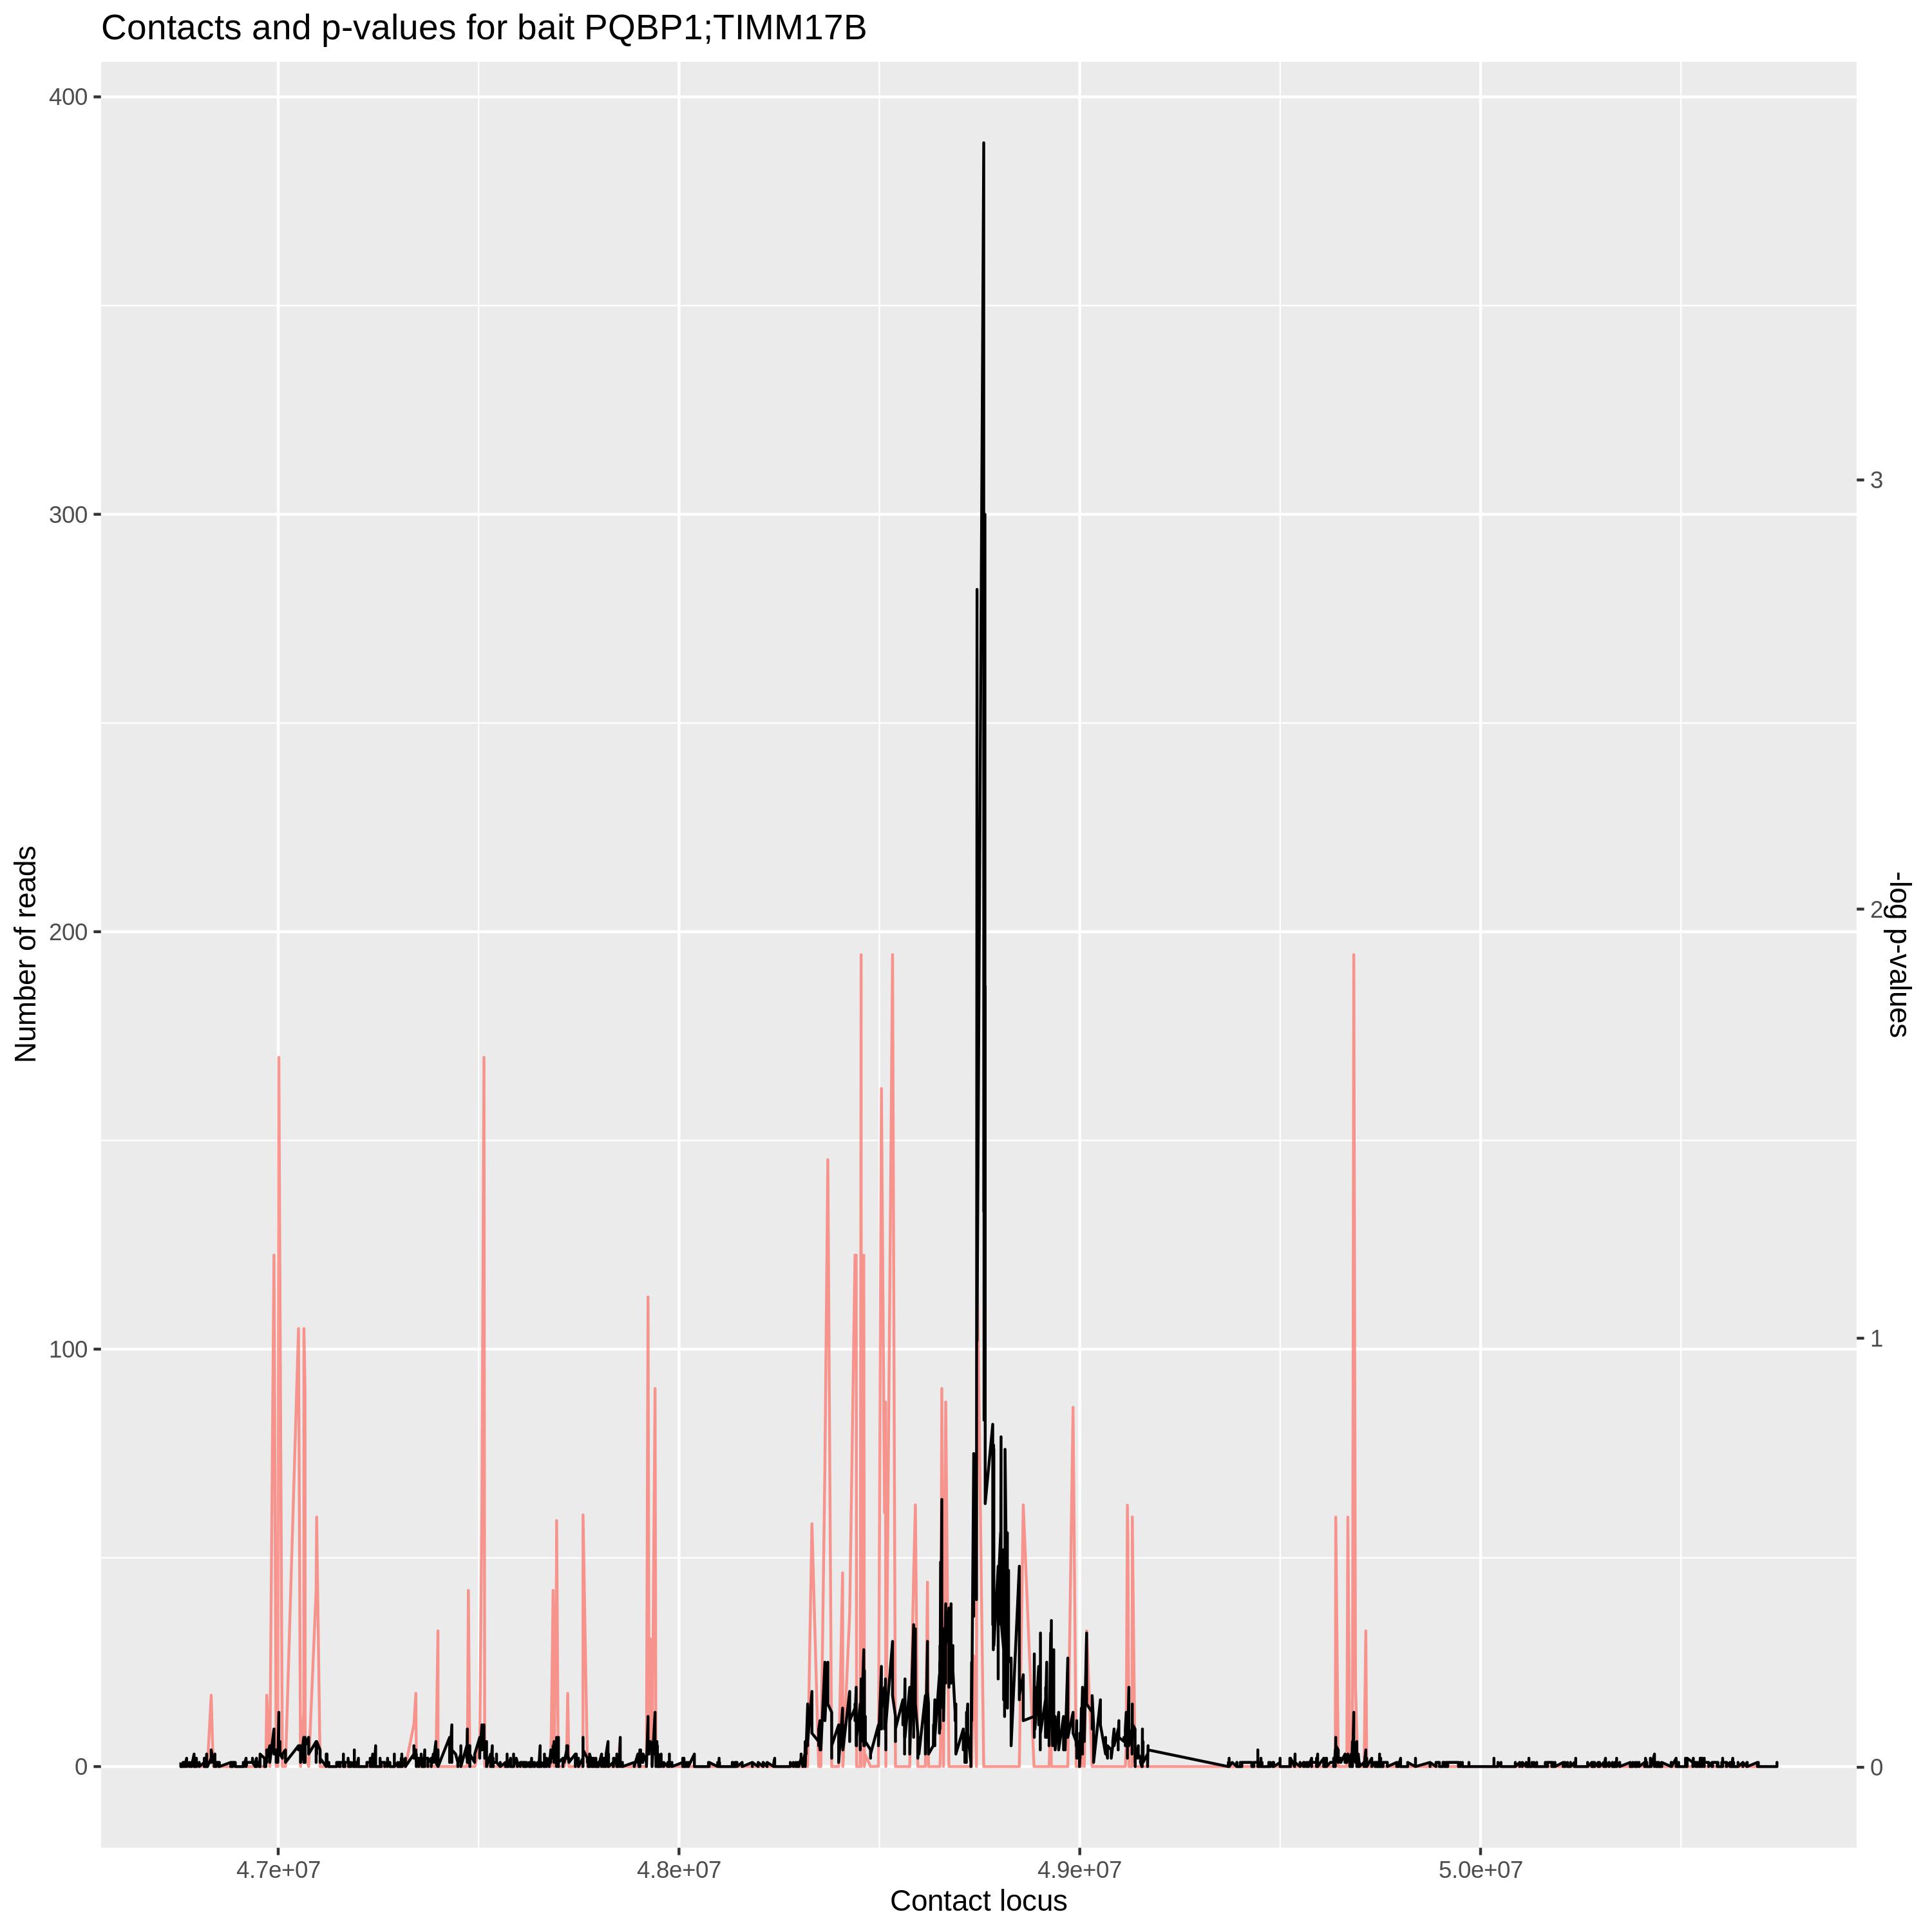 Contacts and p-values for bait PQBP1;TIMM17B
400
300
200
100
0
Number of reads
3
2
1
0
-log p-values
4.7e+07
4.8e+07
4.9e+07
5.0e+07
Contact locus